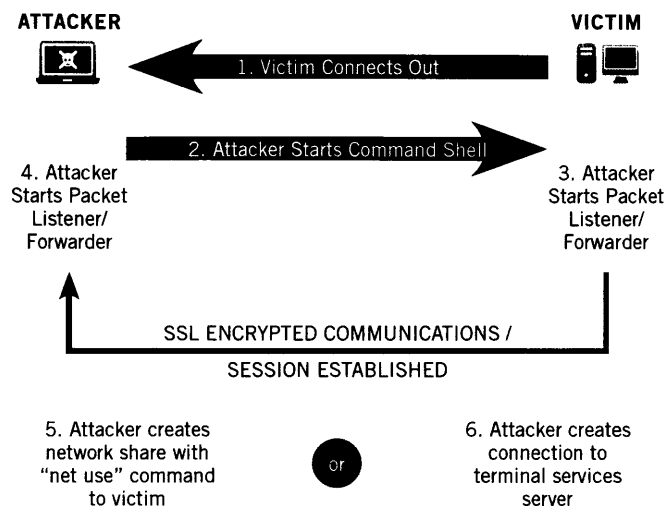 ATTACKER
VICTIM
1. Victim Connects Out
2. Attacker Starts Command Shell
4. Attacker
Starts Packet
Listener/
Forwarder
3. Attacker
Starts Packet
Listener/
Forwarder
SSL ENCRYPTED COMMUNICATIONS /
SESSION ESTABLISHED
5. Attacker creates
network share with
“net use” command
to victim
or
6. Attacker creates
connection to
terminal services
server